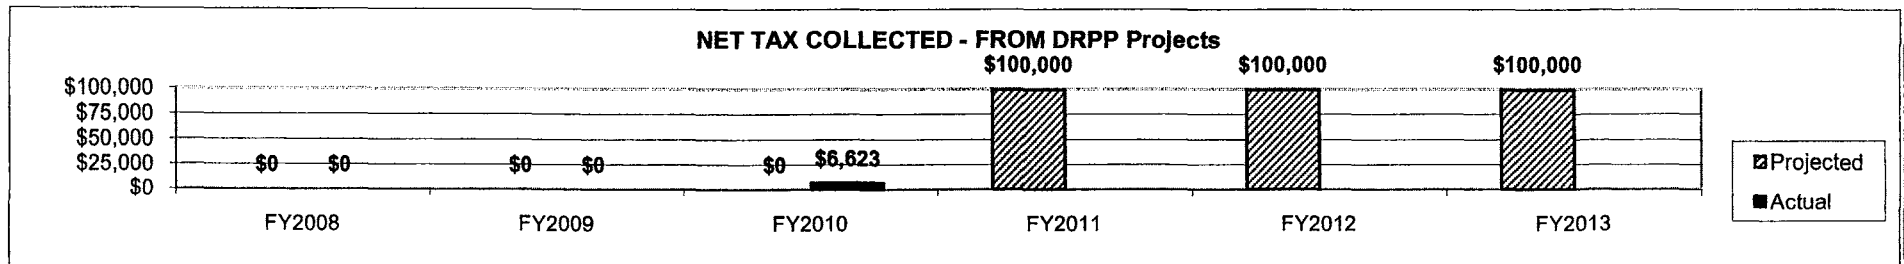 NET TAX COLLECTED - FROM DRPP Projects
$100,000 $100,000 $100,000
$100,000
$75,000
$50,000
$25,000
$0
$0 $0 $0 $0 $0 $6,623
FY2008 FY2009 FY2010 FY2011 FY2012 FY2013
Projected
Actual